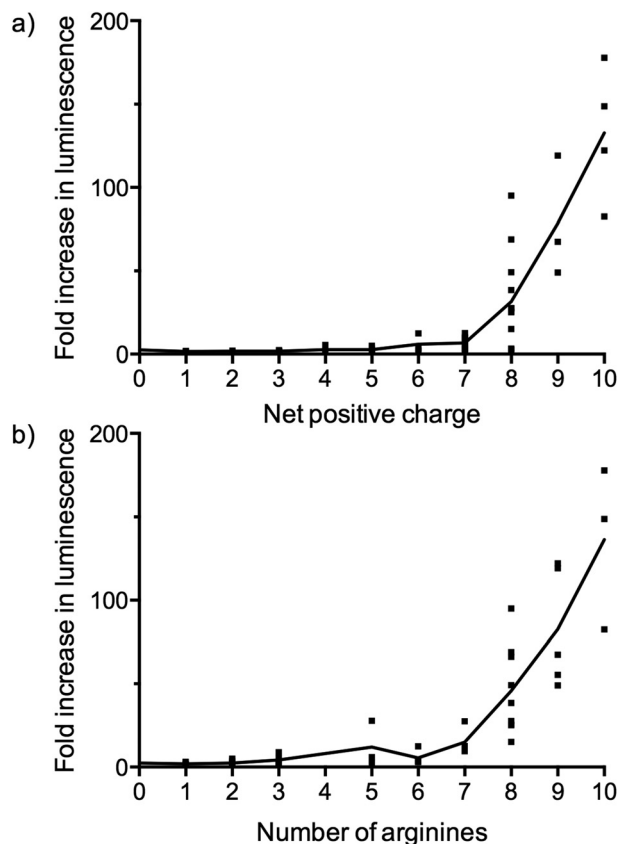 a)
Fold increase in luminescence
200
100
0
0 1 2 3 4 5 6 7 8 9 10
Net positive charge
b)
Fold increase in luminescence
200
100
0
0 1 2 3 4 5 6 7 8 9 10
Number of arginines